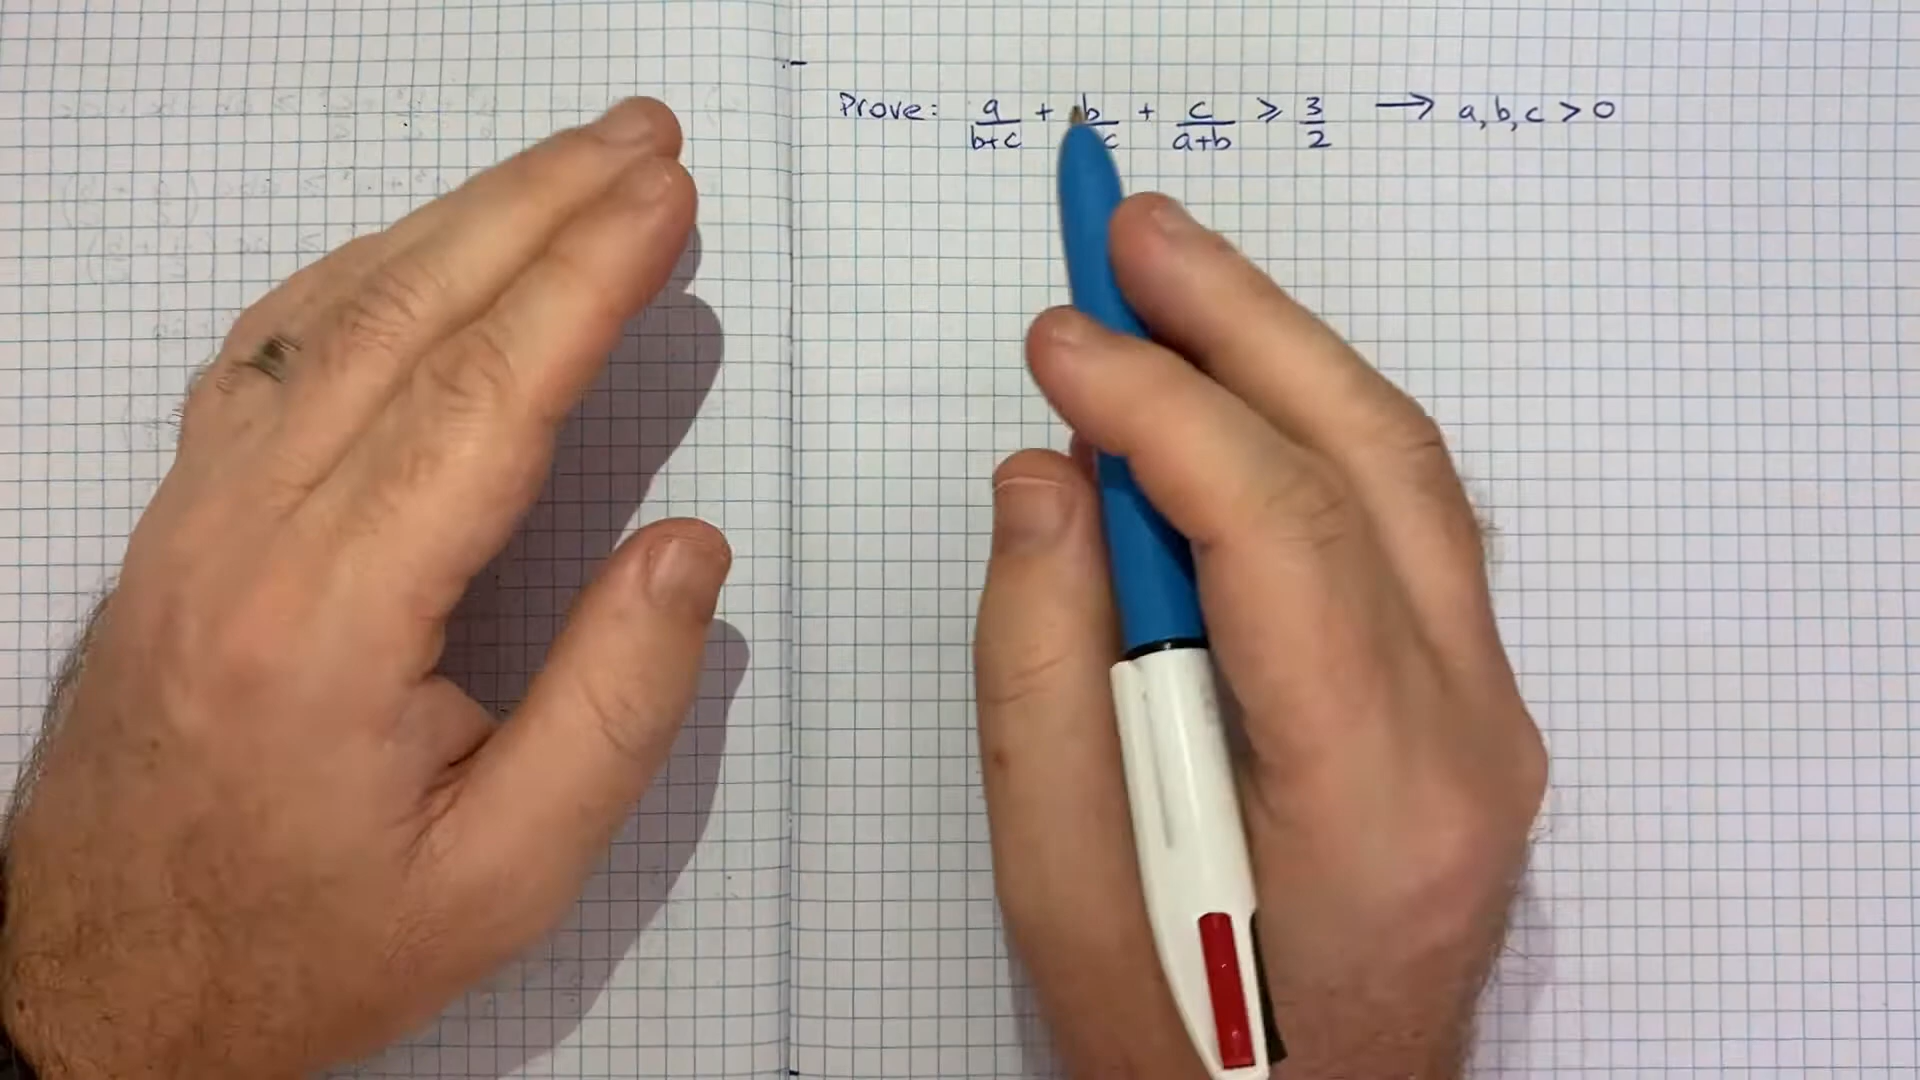 Prove: a/b+c + b/c + c/a+b ⩾ 3/2 → a, b, c > 0